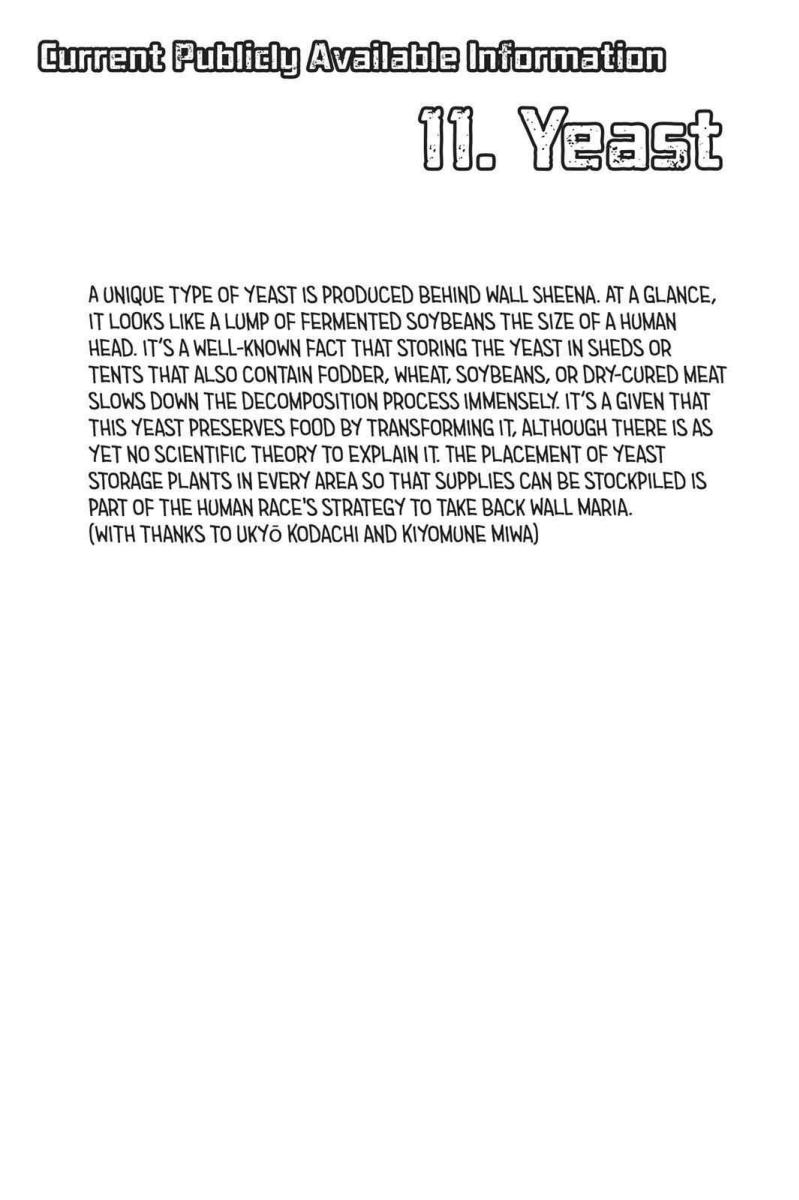 Current Publicly Available Information
11. Yeast
A UNIQUE TYPE OF YEAST IS PRODUCED BEHIND WALL SHEENA. AT A GLANCE,
IT LOOKS LIKE A LUMP OF FERMENTED SOYBEANS THE SIZE OF A HUMAN
HEAD. IT'S A WELL-KNOWN FACT THAT STORING THE YEAST IN SHEDS OR
TENTS THAT ALSO CONTAIN FODDER, WHEAT, SOYBEANS, OR DRY-CURED MEAT
SLOWS DOWN THE DECOMPOSITION PROCESS IMMENSELY. IT'S A GIVEN THAT
THIS YEAST PRESERVES FOOD BY TRANSFORMING IT, ALTHOUGH THERE IS AS
YET NO SCIENTIFIC THEORY TO EXPLAIN IT. THE PLACEMENT OF YEAST
STORAGE PLANTS IN EVERY AREA SO THAT SUPPLIES CAN BE STOCKPILED IS
PART OF THE HUMAN RACE'S STRATEGY TO TAKE BACK WALL MARIA.
(WITH THANKS TO UKYŌ KODACHI AND KIYOMUNE MIWA)